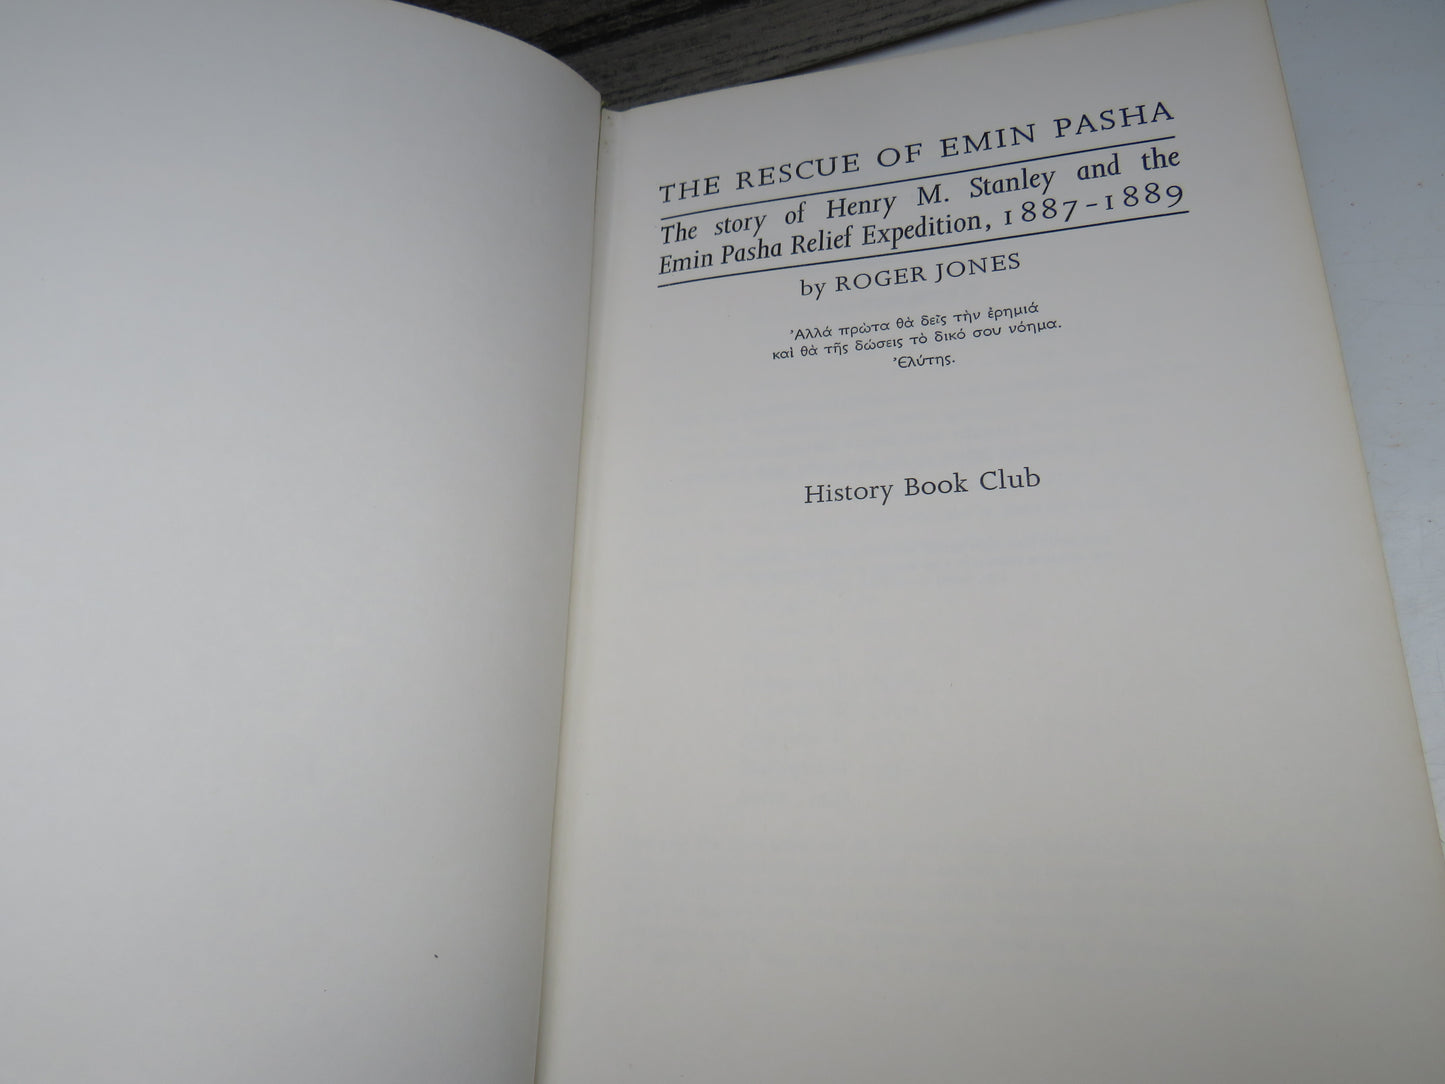 THE RESCUE OF EMIN PASHA
The story of Henry M. Stanley and the
Emin Pasha Relief Expedition, 1887-1889
by ROGER JONES
Ἀλλά πρῶτα θὰ δεῖς τὴν ἐρημιά
καὶ θὰ τῆς δώσεις τὸ δικό σου νόημα.
Ἐλύτης.
History Book Club